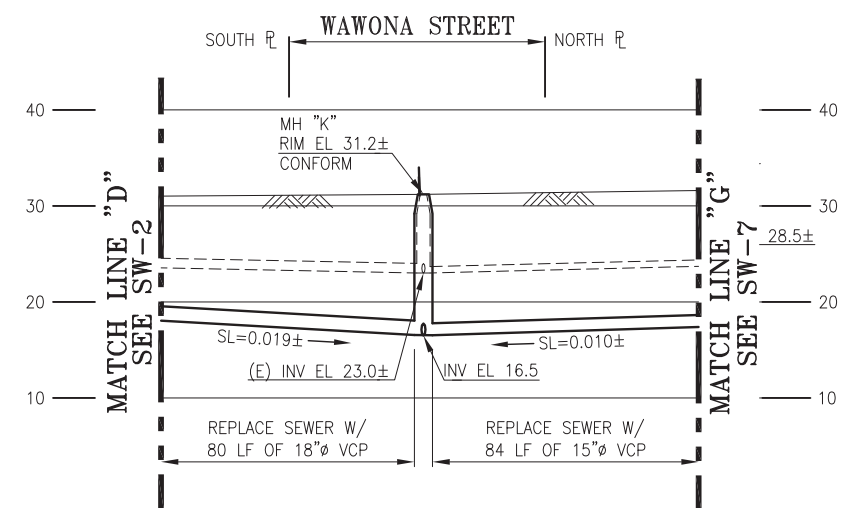 WAWONA STREET
SOUTH ⅊
NORTH ⅊
40
40
MH "K"
RIM EL 31.2±
CONFORM
30
30
MATCH LINE "D"
SEE SW-2
MATCH LINE "G"
SEE SW-7
28.5±
20
20
SL=0.019±
SL=0.010±
(E) INV EL 23.0±
INV EL 16.5
10
10
REPLACE SEWER W/
80 LF OF 18"ø VCP
REPLACE SEWER W/
84 LF OF 15"ø VCP